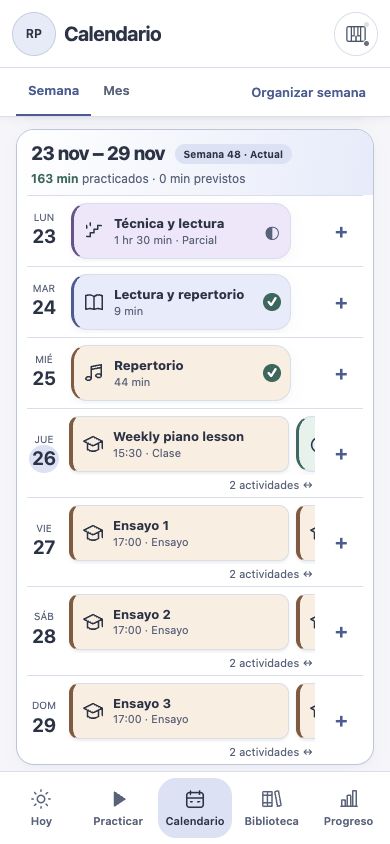 RP Calendario
Semana Mes Organizar semana
23 nov – 29 nov Semana 48 · Actual
163 min practicados · 0 min previstos
LUN
23
Técnica y lectura
1 hr 30 min · Parcial
+
MAR
24
Lectura y repertorio
9 min
+
MIÉ
25
Repertorio
44 min
+
JUE
26
Weekly piano lesson
15:30 · Clase
+
2 actividades ↔
VIE
27
Ensayo 1
17:00 · Ensayo
+
2 actividades ↔
SÁB
28
Ensayo 2
17:00 · Ensayo
+
2 actividades ↔
DOM
29
Ensayo 3
17:00 · Ensayo
+
2 actividades ↔
Hoy Practicar Calendario Biblioteca Progreso